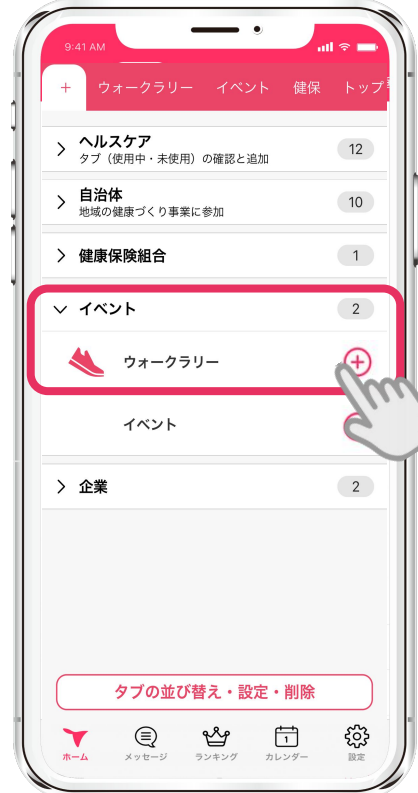 9:41 AM
+ ウォークラリー イベント 健保 トップ
ヘルスケア 12
タブ（使用中・未使用）の確認と追加
自治体 10
地域の健康づくり事業に参加
健康保険組合 1
イベント 2
ウォークラリー
イベント
企業 2
タブの並び替え・設定・削除
1
ホーム メッセージ ランキング カレンダー 設定